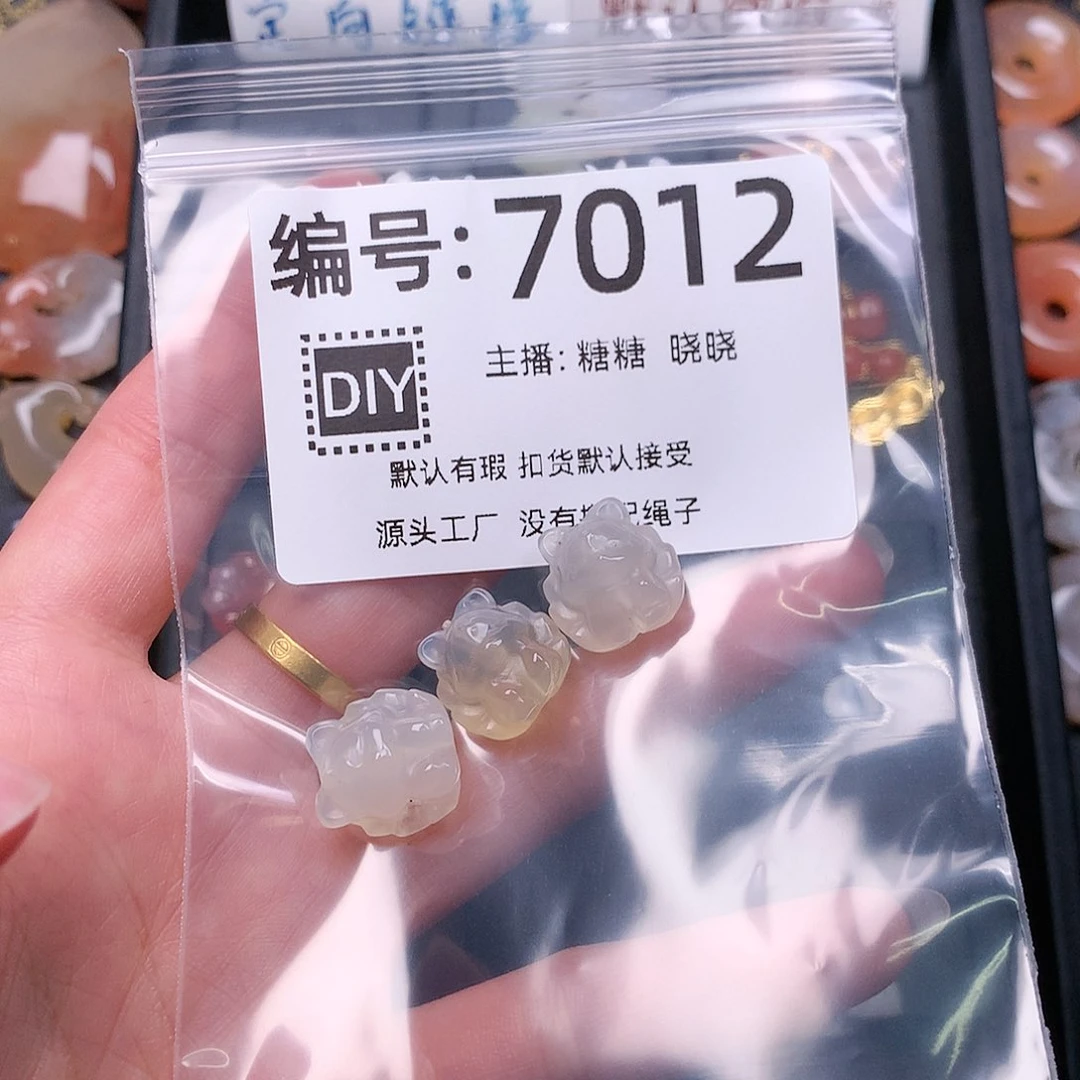 编号:7012
DIY
主播: 糖糖 晓晓
默认有瑕 扣货默认接受
源头工厂 没有 绳子